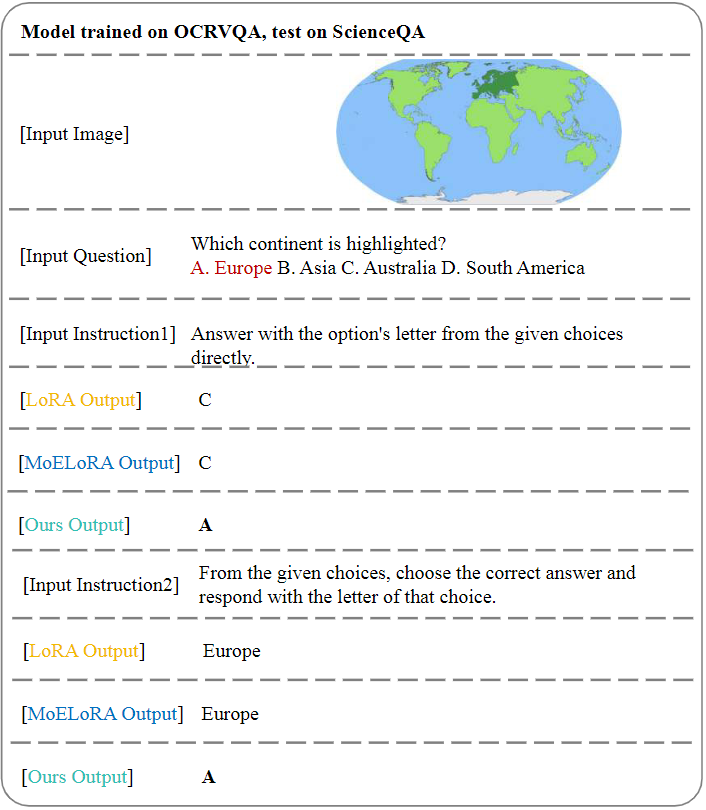 Model trained on OCRVQA, test on ScienceQA
[Input Image]
[Input Question]
Which continent is highlighted?
A. Europe B. Asia C. Australia D. South America
[Input Instruction1]
Answer with the option's letter from the given choices
directly.
[LoRA Output]
C
[MoELoRA Output]
C
[Ours Output]
A
[Input Instruction2]
From the given choices, choose the correct answer and
respond with the letter of that choice.
[LoRA Output]
Europe
[MoELoRA Output]
Europe
[Ours Output]
A